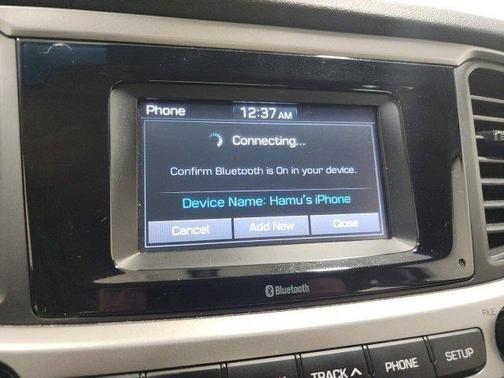 Phone 12:37 AM
Connecting...
Confirm Bluetooth is On in your device.
Device Name: Hamu's iPhone
Cancel Add New Close
Bluetooth
FILE
TRACK PHONE SETUP